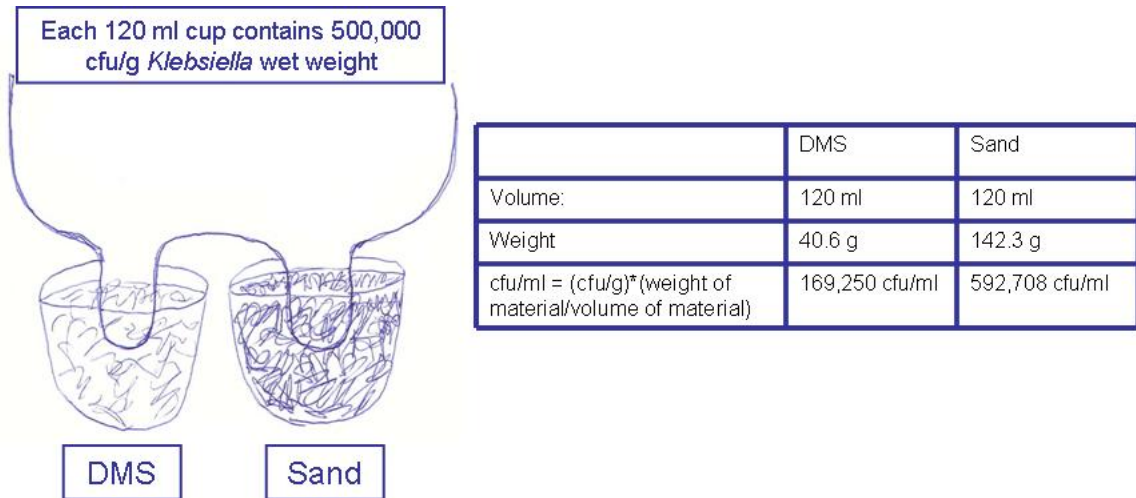 Each 120 ml cup contains 500,000
cfu/g Klebsiella wet weight
DMS Sand
Volume: 120 ml 120 ml
Weight 40.6 g 142.3 g
cfu/ml = (cfu/g)*(weight of 169,250 cfu/ml 592,708 cfu/ml
material/volume of material)
DMS Sand